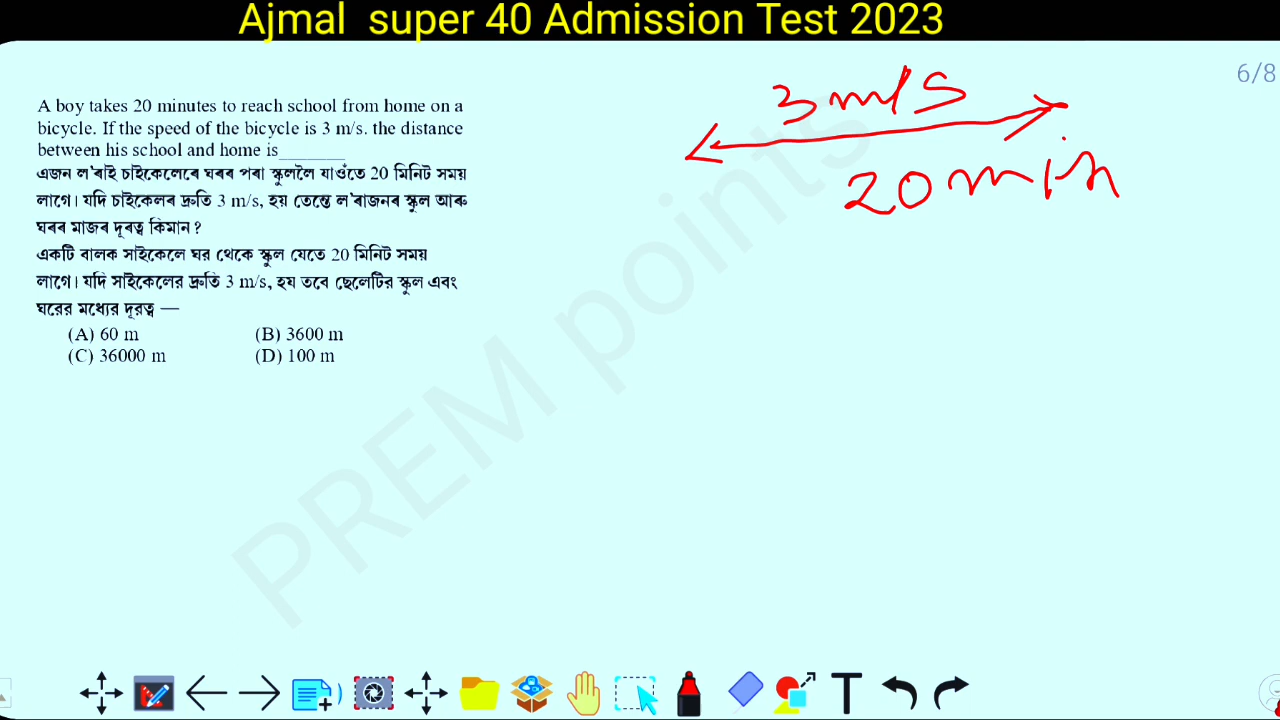 Ajmal super 40 Admission Test 2023
6/8
A boy takes 20 minutes to reach school from home on a
bicycle. If the speed of the bicycle is 3 m/s. the distance
between his school and home is_______
এজন ল'ৰাই চাইকেলেৰে ঘৰৰ পৰা স্কুললৈ যাওঁতে 20 মিনিট সময়
লাগে। যদি চাইকেলৰ দ্ৰুতি 3 m/s, হয় তেন্তে ল'ৰাজনৰ স্কুল আৰু
ঘৰৰ মাজৰ দূৰত্ব কিমান ?
একটি বালক সাইকেলে ঘর থেকে স্কুল যেতে 20 মিনিট সময়
লাগে। যদি সাইকেলের দ্রুতি 3 m/s, হয তবে ছেলেটির স্কুল এবং
ঘরের মধ্যের দূরত্ব —
(A) 60 m (B) 3600 m
(C) 36000 m (D) 100 m
3 m/s
20 min
PREM points
T